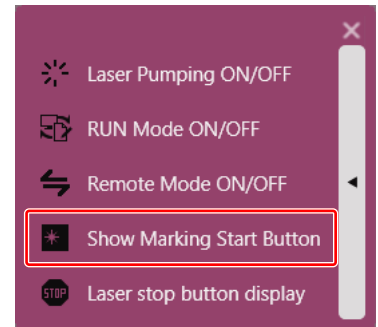 Laser Pumping ON/OFF
RUN Mode ON/OFF
Remote Mode ON/OFF
Show Marking Start Button
STOP Laser stop button display